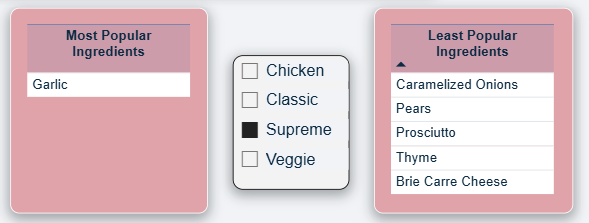 Most Popular
Ingredients
Garlic
Chicken
Classic
Supreme
Veggie
Least Popular
Ingredients
Caramelized Onions
Pears
Prosciutto
Thyme
Brie Carre Cheese